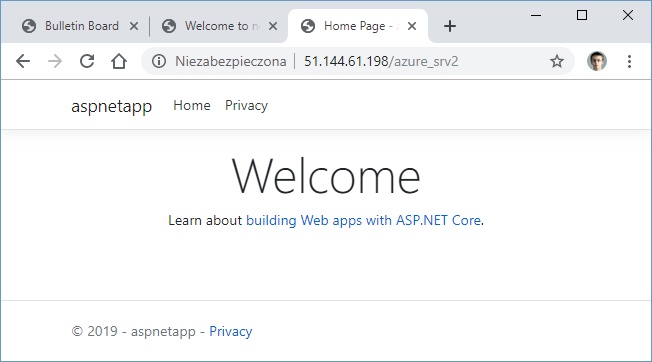 Bulletin Board
Welcome to n
Home Page -
Niezabezpieczona | 51.144.61.198/azure_srv2
aspnetapp Home Privacy
Welcome
Learn about building Web apps with ASP.NET Core.
© 2019 - aspnetapp - Privacy